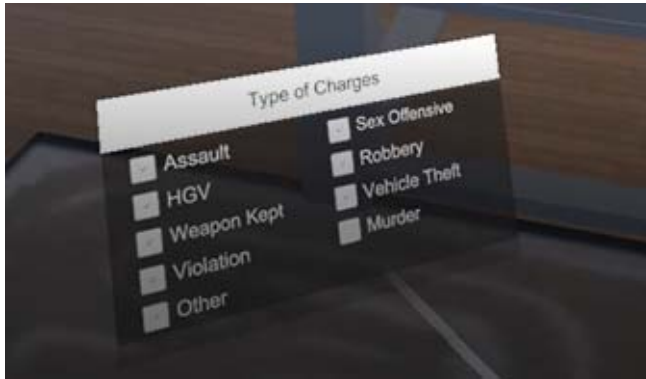 Type of Charges
Assault
HGV
Weapon Kept
Violation
Other
Sex Offensive
Robbery
Vehicle Theft
Murder